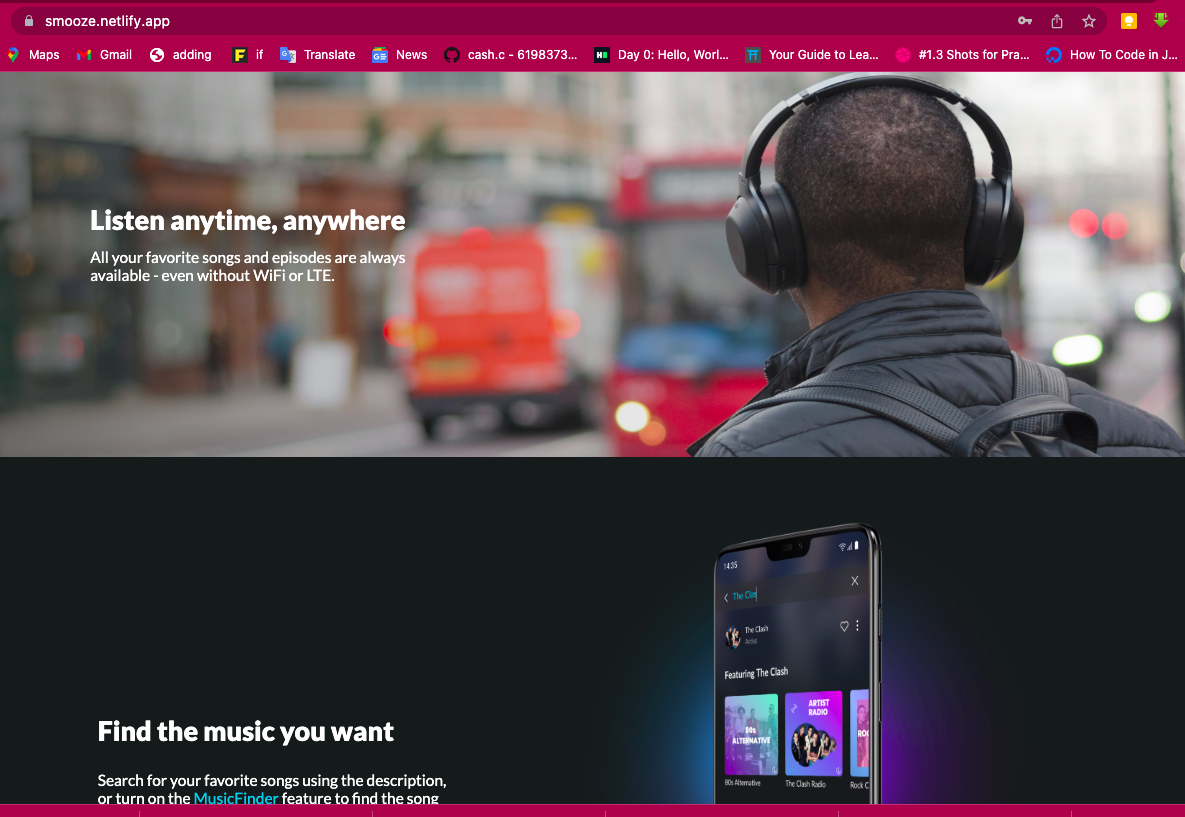 smooze.netlify.app
Maps Gmail adding if Translate News cash.c - 6198373... Day 0: Hello, Worl... Your Guide to Lea... #1.3 Shots for Pra... How To Code in J...
Listen anytime, anywhere
All your favorite songs and episodes are always
available - even without WiFi or LTE.
14:35
The Clas
The Clash
Artist
Featuring The Clash
80s
ALTERNATIVE
ARTIST
RADIO
ROC
80s Alternative The Clash Radio Rock C
Find the music you want
Search for your favorite songs using the description,
or turn on the MusicFinder feature to find the song